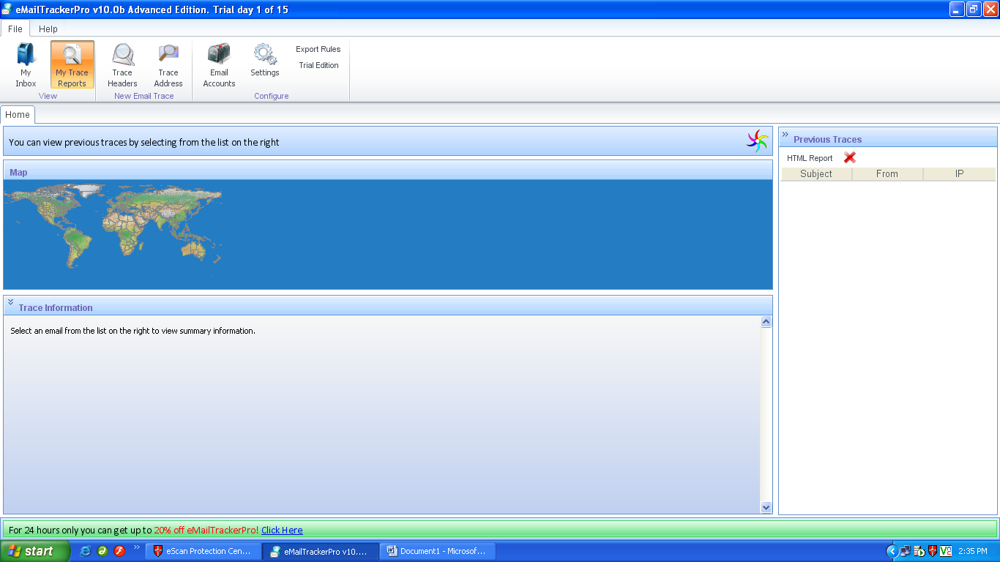 eMailTrackerPro v10.0b Advanced Edition. Trial day 1 of 15
File Help
My Inbox
My Trace Reports
View
Trace Headers
Trace Address
New Email Trace
Email Accounts
Settings
Export Rules
Trial Edition
Configure
Home
You can view previous traces by selecting from the list on the right
Previous Traces
HTML Report
Subject From IP
Map
Trace Information
Select an email from the list on the right to view summary information.
For 24 hours only you can get up to 20% off eMailTrackerPro! Click Here
start eScan Protection Cen... eMailTrackerPro v10.... Document1 - Microsof... 2:35 PM